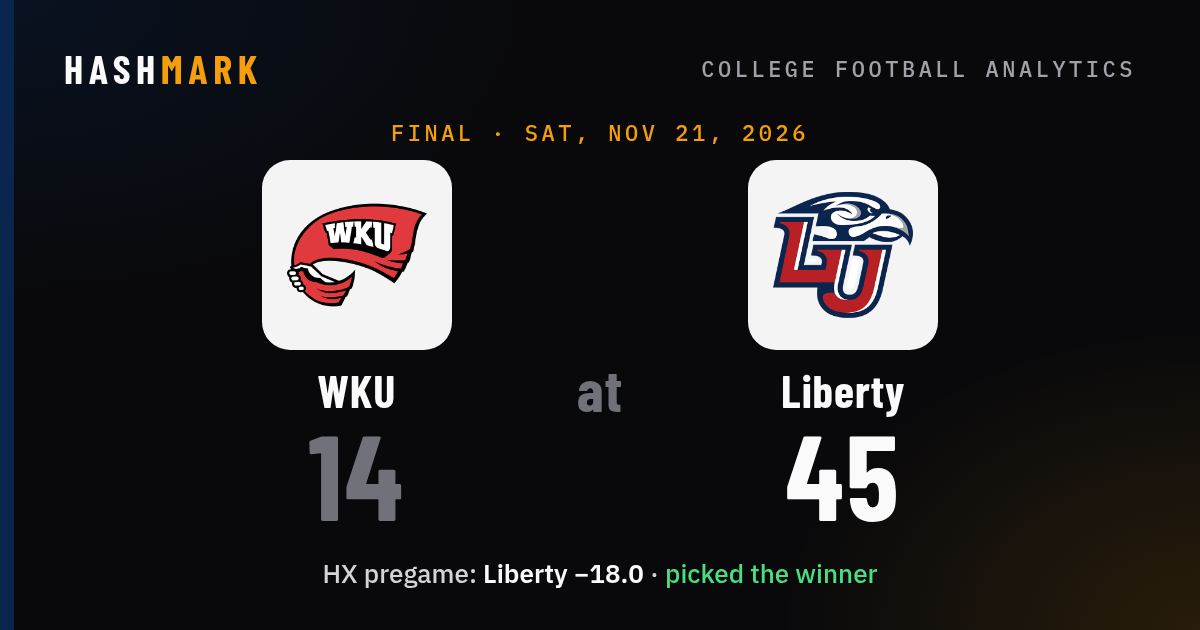 HASHMARK
COLLEGE FOOTBALL ANALYTICS
FINAL · SAT, NOV 21, 2026
WKU
LU
WKU
at
Liberty
14
45
HX pregame: Liberty −18.0 · picked the winner